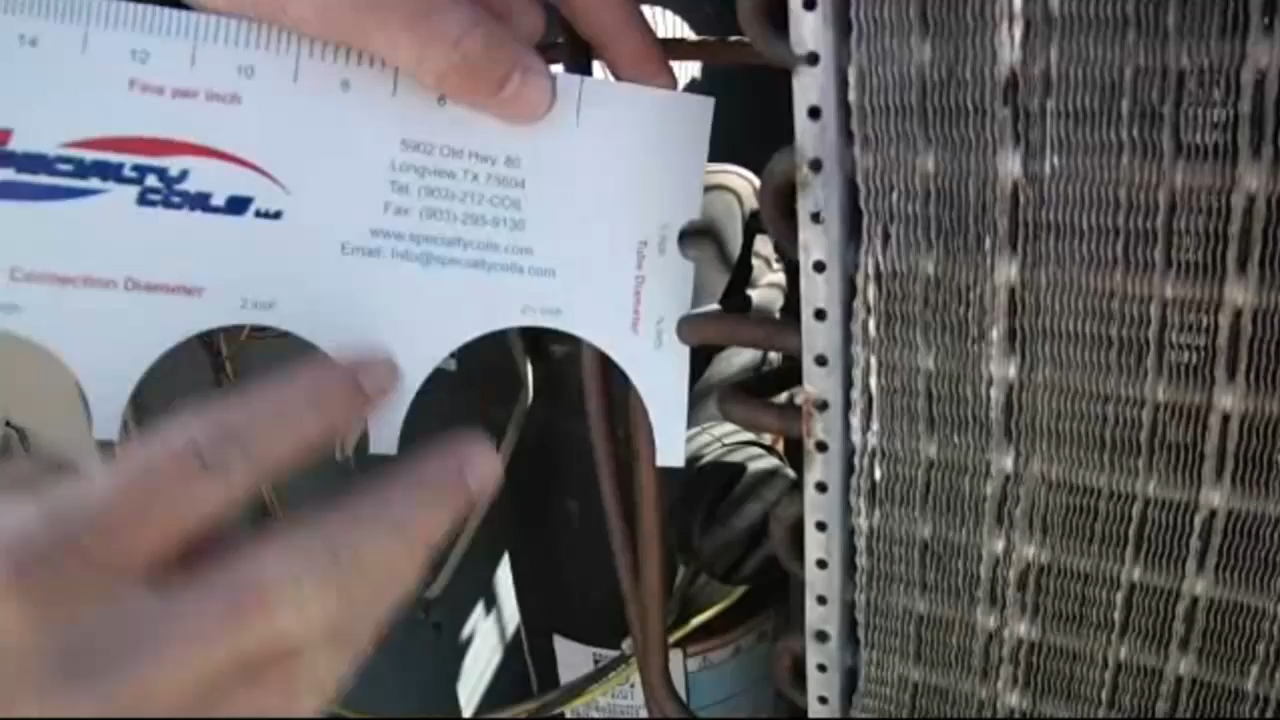 14
12
10
8
6
Fins per inch
SPECIALTY
COILS LLC
5902 Old Hwy. 80
Longview TX 75604
Tel. (903)-212-COIL
Fax: (903)-295-9130
www.specialtycoils.com
Email: Info@specialtycoils.com
Tube Diameter
Connection Diameter